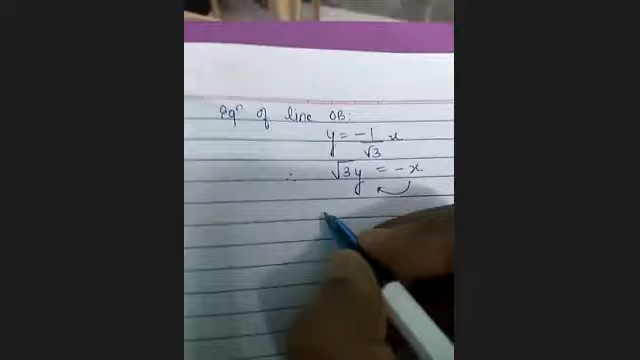 Eqⁿ of line OB:
y = -1/√3 x
∴ √3y = -x